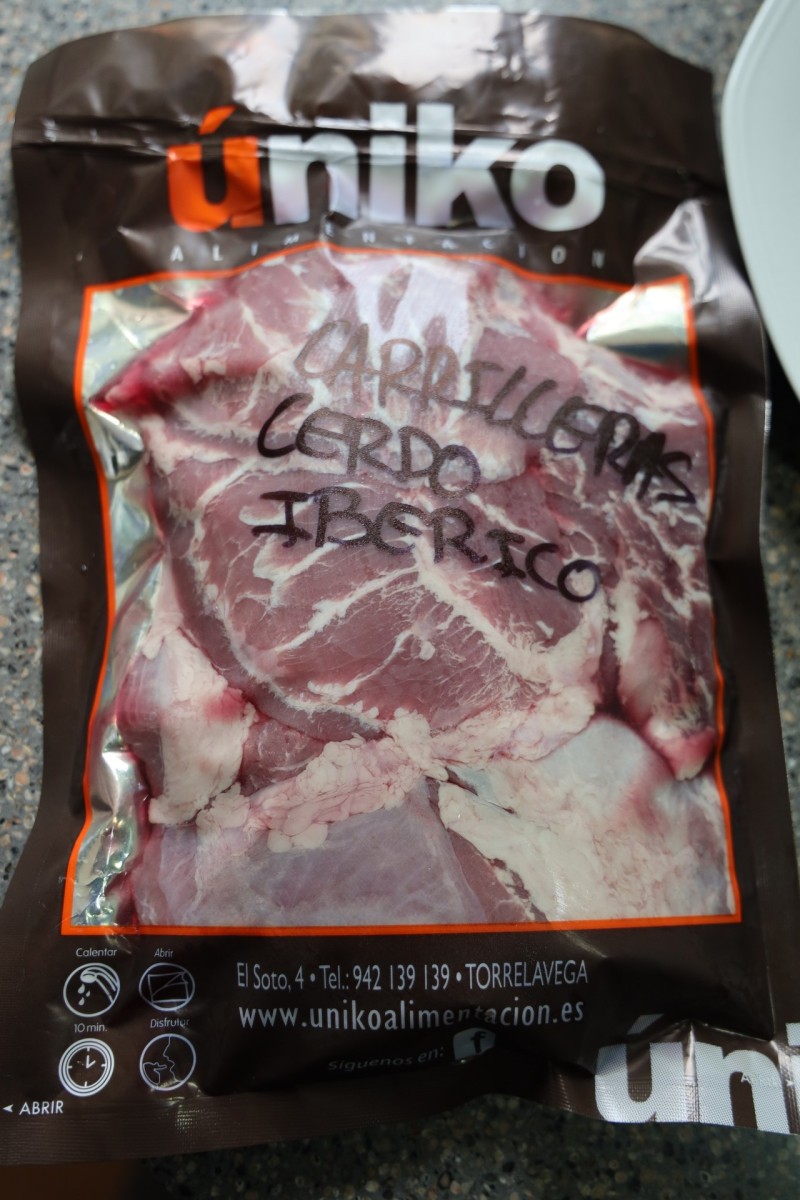 úniko
ALIMENTACIÓN
CARRILLERAS
CERDO
IBERICO
Calentar
Abrir
10 min.
Disfrutar
El Soto, 4 • Tel.: 942 139 139 • TORRELAVEGA
www.unikoalimentacion.es
Síguenos en: f
◄ ABRIR
úni